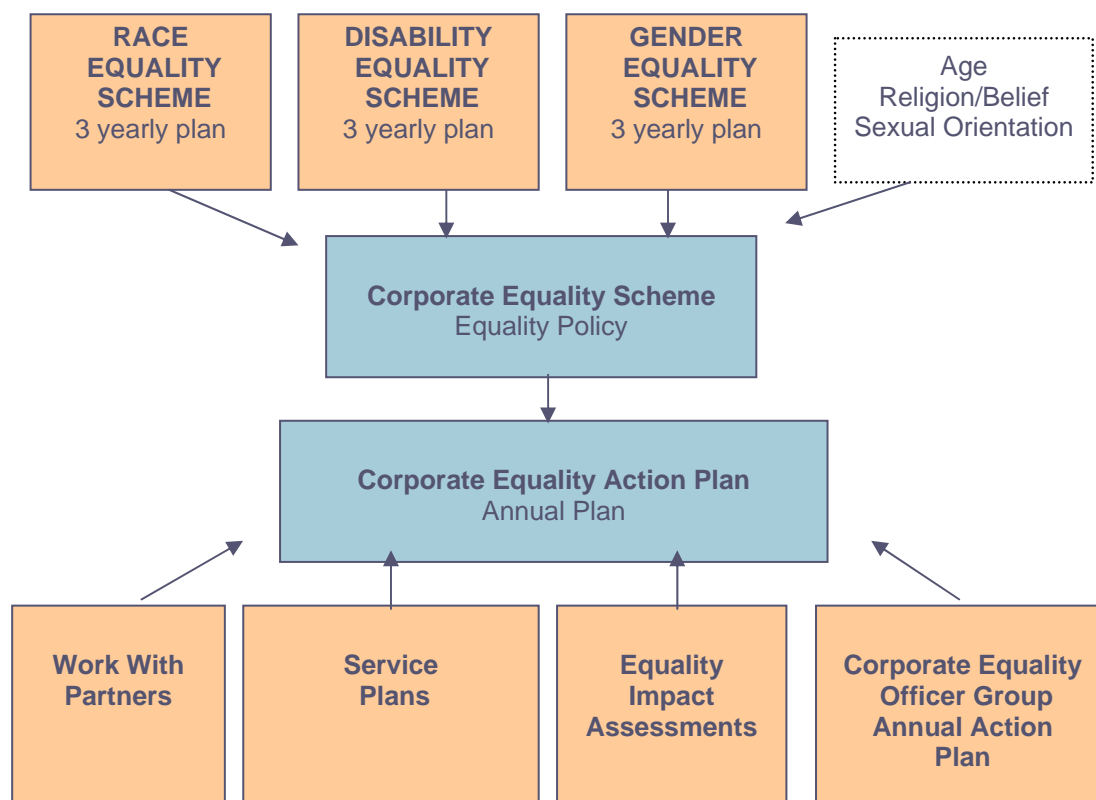 RACE
EQUALITY
SCHEME
3 yearly plan
DISABILITY
EQUALITY
SCHEME
3 yearly plan
GENDER
EQUALITY
SCHEME
3 yearly plan
Age
Religion/Belief
Sexual Orientation
Corporate Equality Scheme
Equality Policy
Corporate Equality Action Plan
Annual Plan
Work With
Partners
Service
Plans
Equality
Impact
Assessments
Corporate Equality
Officer Group
Annual Action
Plan